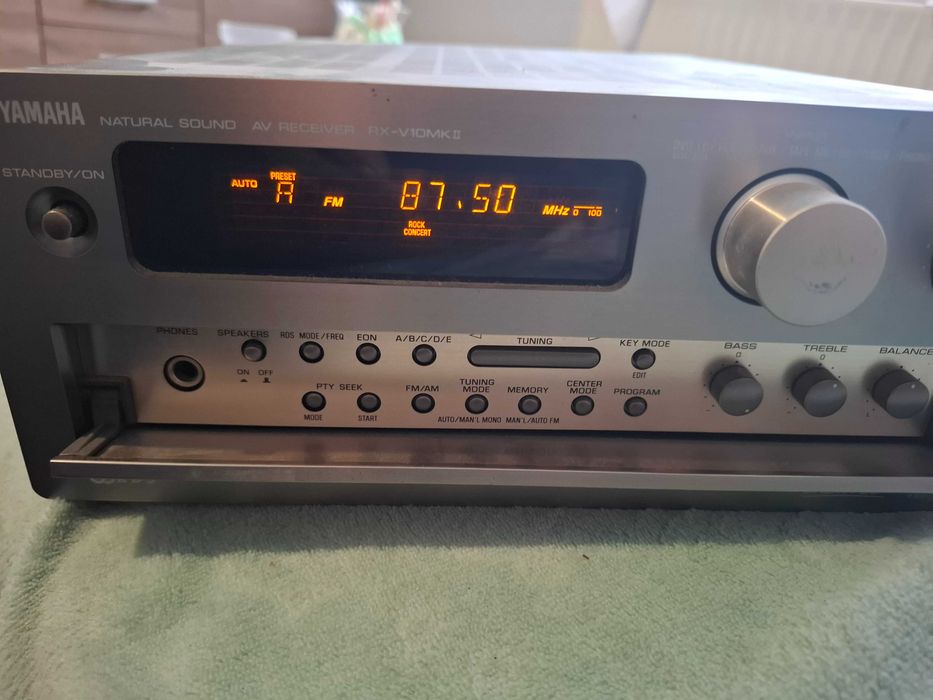 YAMAHA NATURAL SOUND AV RECEIVER RX-V10MKII
STANDBY/ON
AUTO PRESET A FM 87.50 MHz 0 100
ROCK
CONCERT
PHONES SPEAKERS RDS MODE/FREQ EON A/B/C/D/E TUNING KEY MODE BASS TREBLE BALANCE
0 0
ON OFF EDIT
PTY SEEK FM/AM TUNING MODE MEMORY CENTER MODE PROGRAM
MODE START AUTO/MAN'L MONO MAN'L/AUTO FM
L